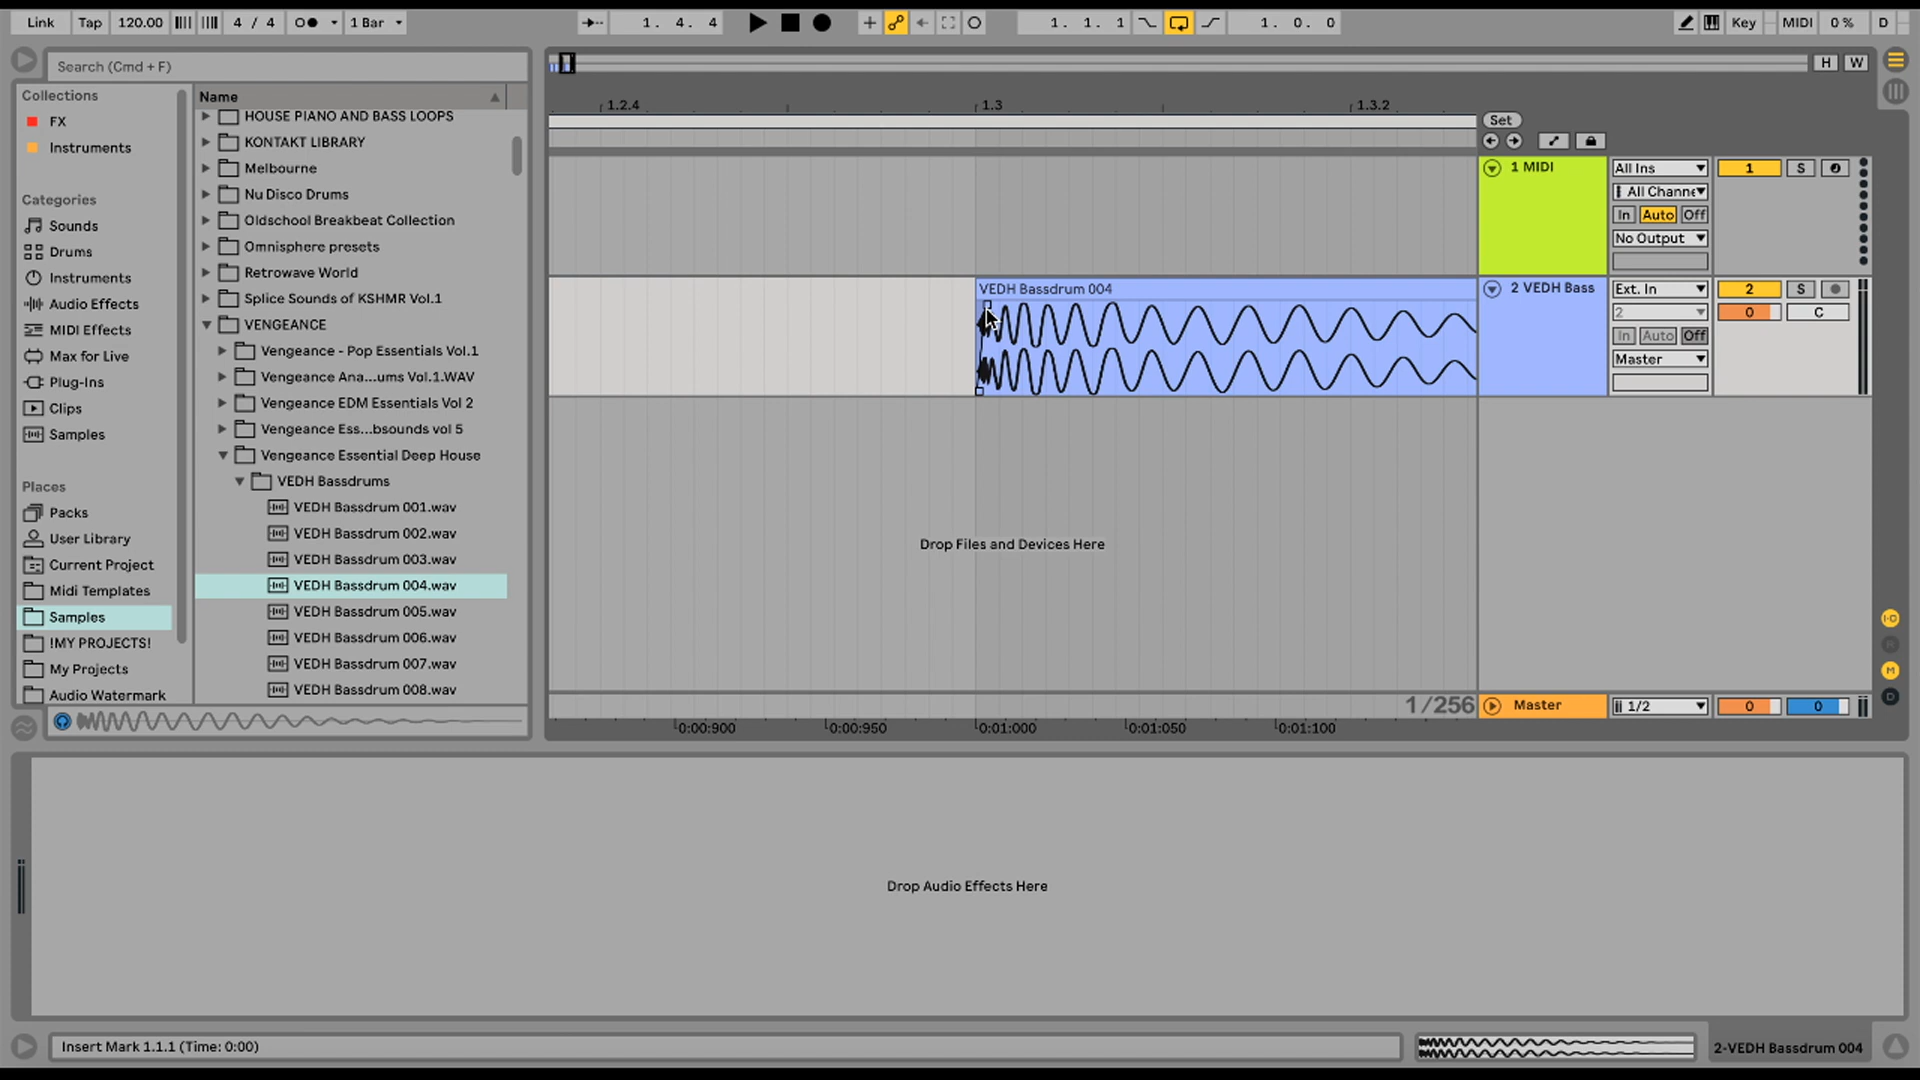 Link Tap 120.00 4 / 4 1 Bar 1. 4. 4 1. 1. 1 1. 0. 0 Key MIDI 0 % D
Search (Cmd + F)
H W
Collections
FX
Instruments
Categories
Sounds
Drums
Instruments
Audio Effects
MIDI Effects
Max for Live
Plug-Ins
Clips
Samples
Places
Packs
User Library
Current Project
Midi Templates
Samples
!MY PROJECTS!
My Projects
Audio Watermark
Name
HOUSE PIANO AND BASS LOOPS
KONTAKT LIBRARY
Melbourne
Nu Disco Drums
Oldschool Breakbeat Collection
Omnisphere presets
Retrowave World
Splice Sounds of KSHMR Vol.1
VENGEANCE
Vengeance - Pop Essentials Vol.1
Vengeance Ana...ums Vol.1.WAV
Vengeance EDM Essentials Vol 2
Vengeance Ess...bsounds vol 5
Vengeance Essential Deep House
VEDH Bassdrums
VEDH Bassdrum 001.wav
VEDH Bassdrum 002.wav
VEDH Bassdrum 003.wav
VEDH Bassdrum 004.wav
VEDH Bassdrum 005.wav
VEDH Bassdrum 006.wav
VEDH Bassdrum 007.wav
VEDH Bassdrum 008.wav
1.2.4 1.3 1.3.2
Set
1 MIDI All Ins 1 S
All Channe
In Auto Off
No Output
VEDH Bassdrum 004
2 VEDH Bass Ext. In 2 S
2 0 C
In Auto Off
Master
Drop Files and Devices Here
1/256
Master 1/2 0 0
0:00:900 0:00:950 0:01:000 0:01:050 0:01:100
I·O
R
M
D
Drop Audio Effects Here
Insert Mark 1.1.1 (Time: 0:00)
2-VEDH Bassdrum 004